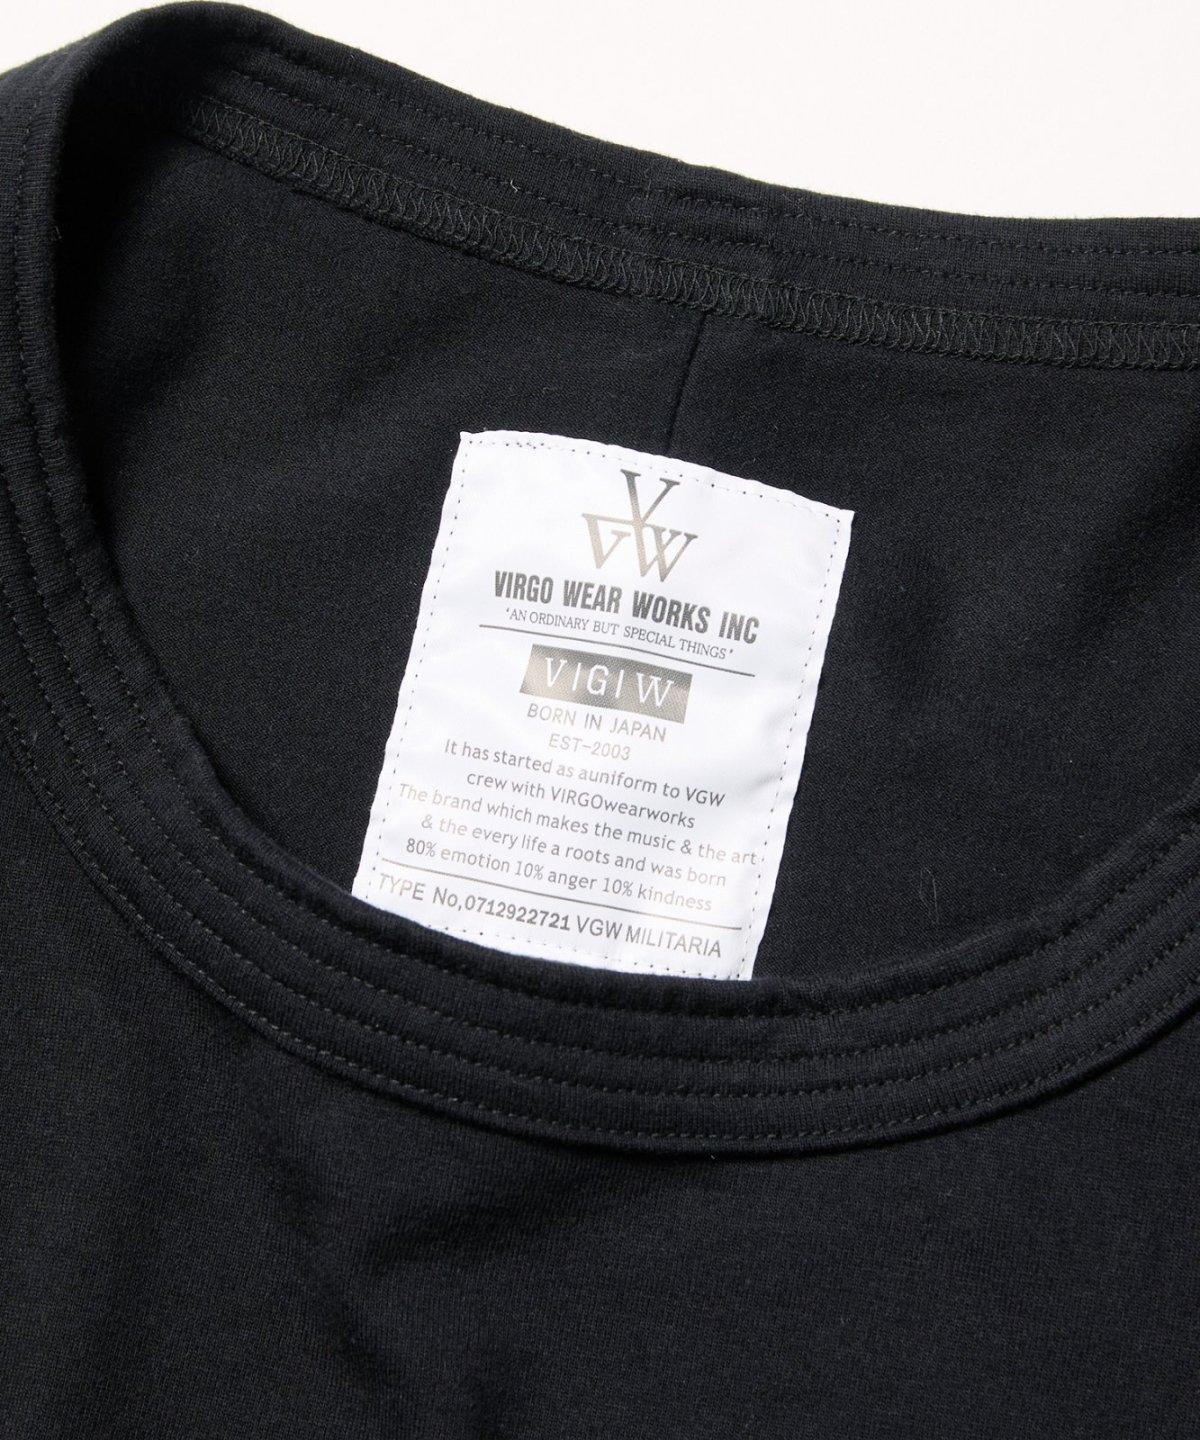 V
GW
VIRGO WEAR WORKS INC
'AN ORDINARY BUT SPECIAL THINGS'
V|G|W
BORN IN JAPAN
EST-2003
It has started as auniform to VGW
crew with VIRGOwearworks
The brand which makes the music & the art
& the every life a roots and was born
80% emotion 10% anger 10% kindness
TYPE No,0712922721 VGW MILITARIA